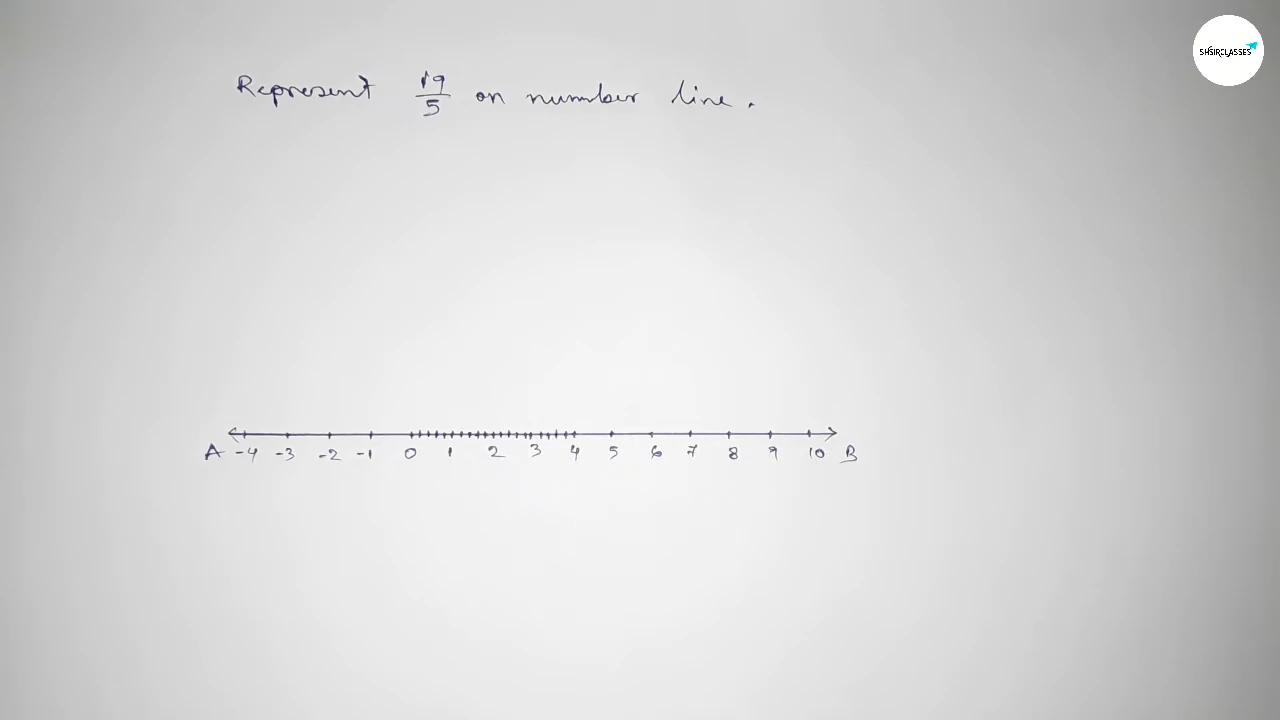 Represent 19/5 on number line.
SHSIRCLASSES
A -4 -3 -2 -1 0 1 2 3 4 5 6 7 8 9 10 B